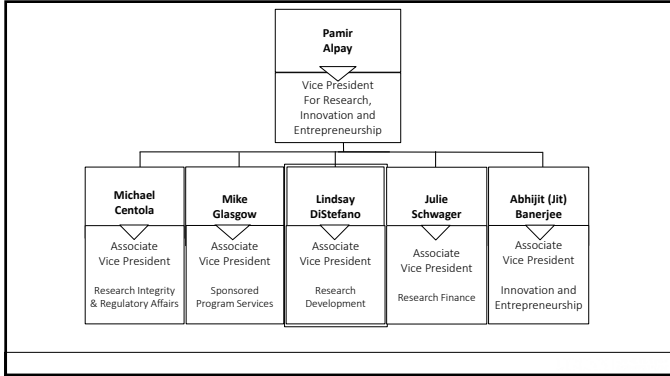 Pamir
Alpay
Vice President
For Research,
Innovation and
Entrepreneurship
Michael
Centola
Associate
Vice President
Research Integrity
& Regulatory Affairs
Mike
Glasgow
Associate
Vice President
Sponsored
Program Services
Lindsay
DiStefano
Associate
Vice President
Research
Development
Julie
Schwager
Associate
Vice President
Research Finance
Abhijit (Jit)
Banerjee
Associate
Vice President
Innovation and
Entrepreneurship